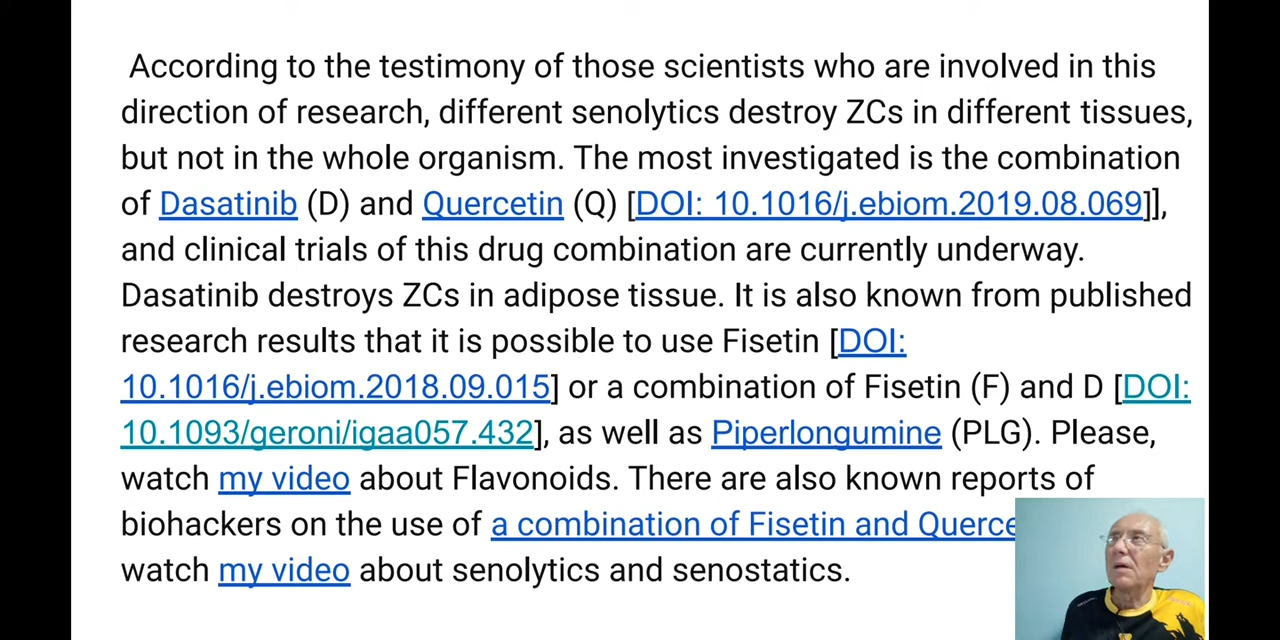 According to the testimony of those scientists who are involved in this
direction of research, different senolytics destroy ZCs in different tissues,
but not in the whole organism. The most investigated is the combination
of Dasatinib (D) and Quercetin (Q) [DOI: 10.1016/j.ebiom.2019.08.069]],
and clinical trials of this drug combination are currently underway.
Dasatinib destroys ZCs in adipose tissue. It is also known from published
research results that it is possible to use Fisetin [DOI:
10.1016/j.ebiom.2018.09.015] or a combination of Fisetin (F) and D [DOI:
10.1093/geroni/igaa057.432], as well as Piperlongumine (PLG). Please,
watch my video about Flavonoids. There are also known reports of
biohackers on the use of a combination of Fisetin and
watch my video about senolytics and senostatics.